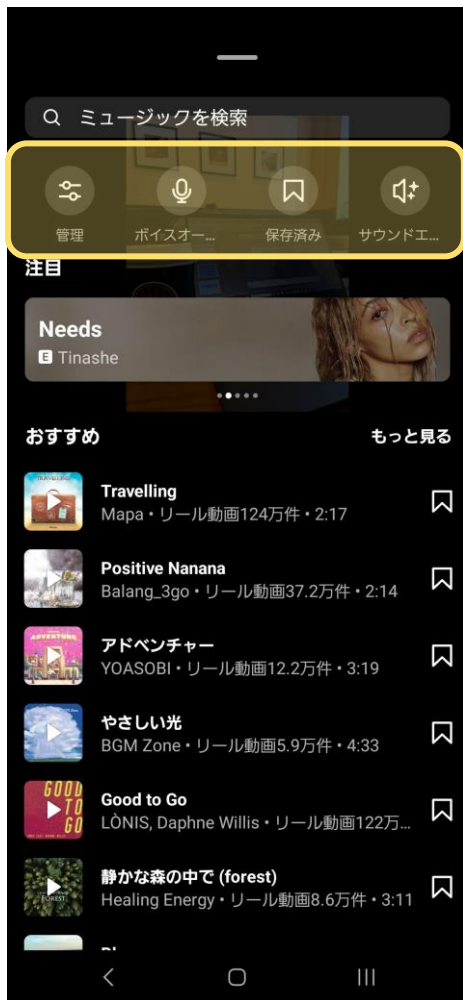 ミュージックを検索
管理
ボイスオー...
保存済み
サウンドエ...
注目
Needs
E Tinashe
おすすめ
もっと見る
TRAVELLING
Travelling
Mapa・リール動画124万件・2:17
Positive Nanana
Balang_3go・リール動画37.2万件・2:14
ADVENTURE
アドベンチャー
YOASOBI・リール動画12.2万件・3:19
やさしい光
BGM Zone・リール動画5.9万件・4:33
GOOD
TO
GO
Good to Go
LÒNIS, Daphne Willis・リール動画122万...
FOREST
静かな森の中で (forest)
Healing Energy・リール動画8.6万件・3:11